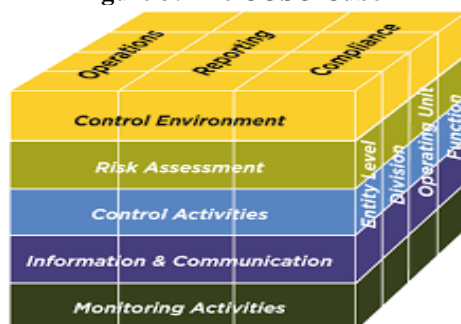 Operations
Reporting
Compliance
Control Environment
Risk Assessment
Control Activities
Information & Communication
Monitoring Activities
Entity Level
Division
Operating Unit
Function